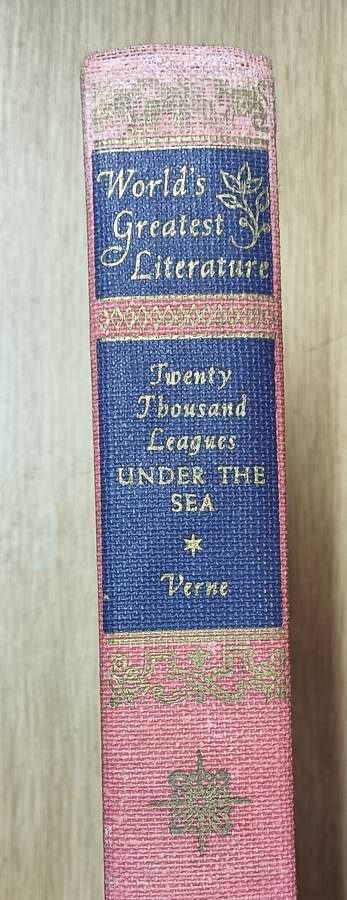 World's
Greatest
Literature
Twenty
Thousand
Leagues
UNDER THE
SEA
Verne